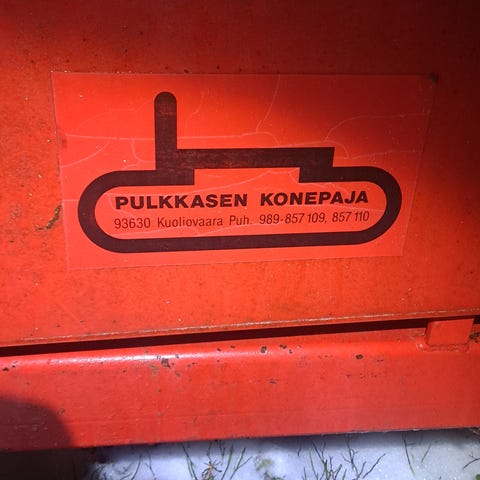 PULKKASEN KONEPAJA
93630 Kuoliovaara Puh. 989-857 109, 857 110